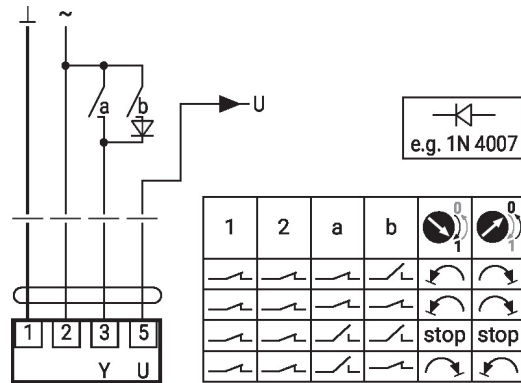 ⊥ ~
a b
U
e.g. 1N 4007
1 2 a b 0 1 0 1
stop stop
1 2 3 5
Y U